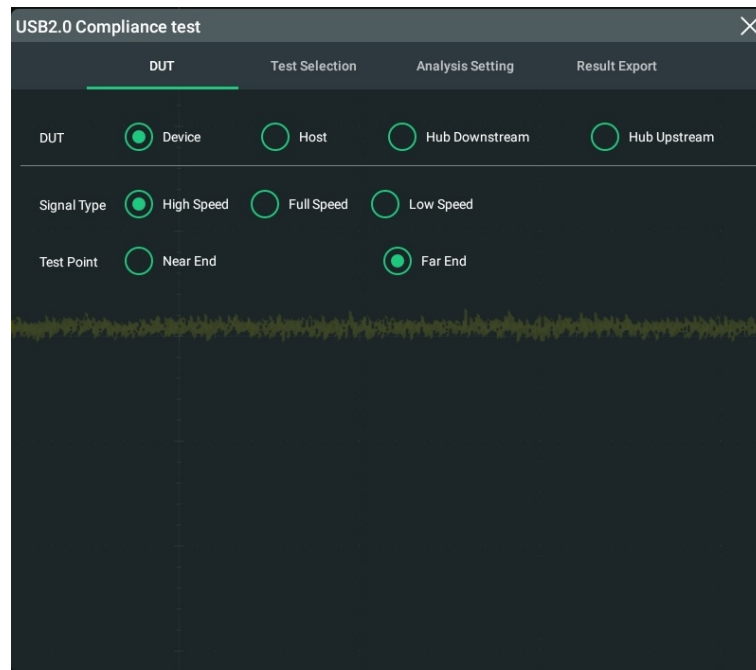 USB2.0 Compliance test
DUT Test Selection Analysis Setting Result Export
DUT Device Host Hub Downstream Hub Upstream
Signal Type High Speed Full Speed Low Speed
Test Point Near End Far End